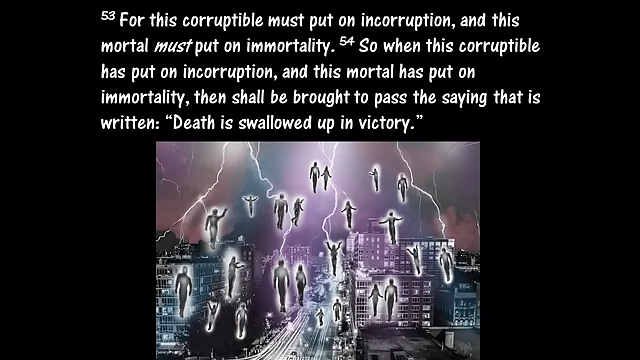 53 For this corruptible must put on incorruption, and this
mortal must put on immortality. 54 So when this corruptible
has put on incorruption, and this mortal has put on
immortality, then shall be brought to pass the saying that is
written: “Death is swallowed up in victory.”